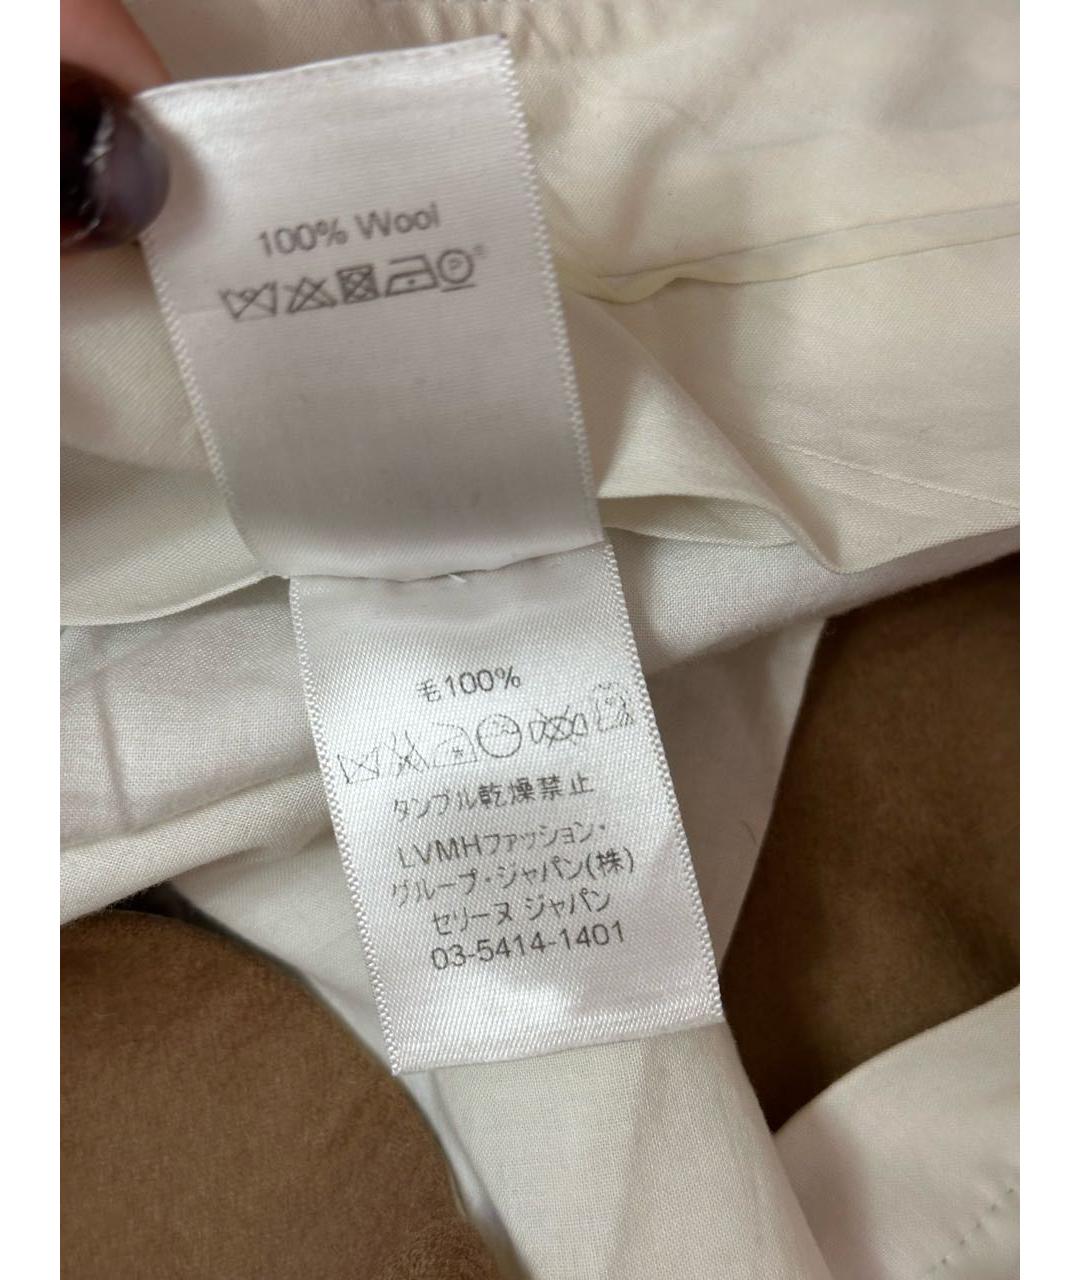 100% Wool
P
毛100%
タンブル乾燥禁止
LVMHファッション・
グループ・ジャパン(株)
セリーヌ ジャパン
03-5414-1401